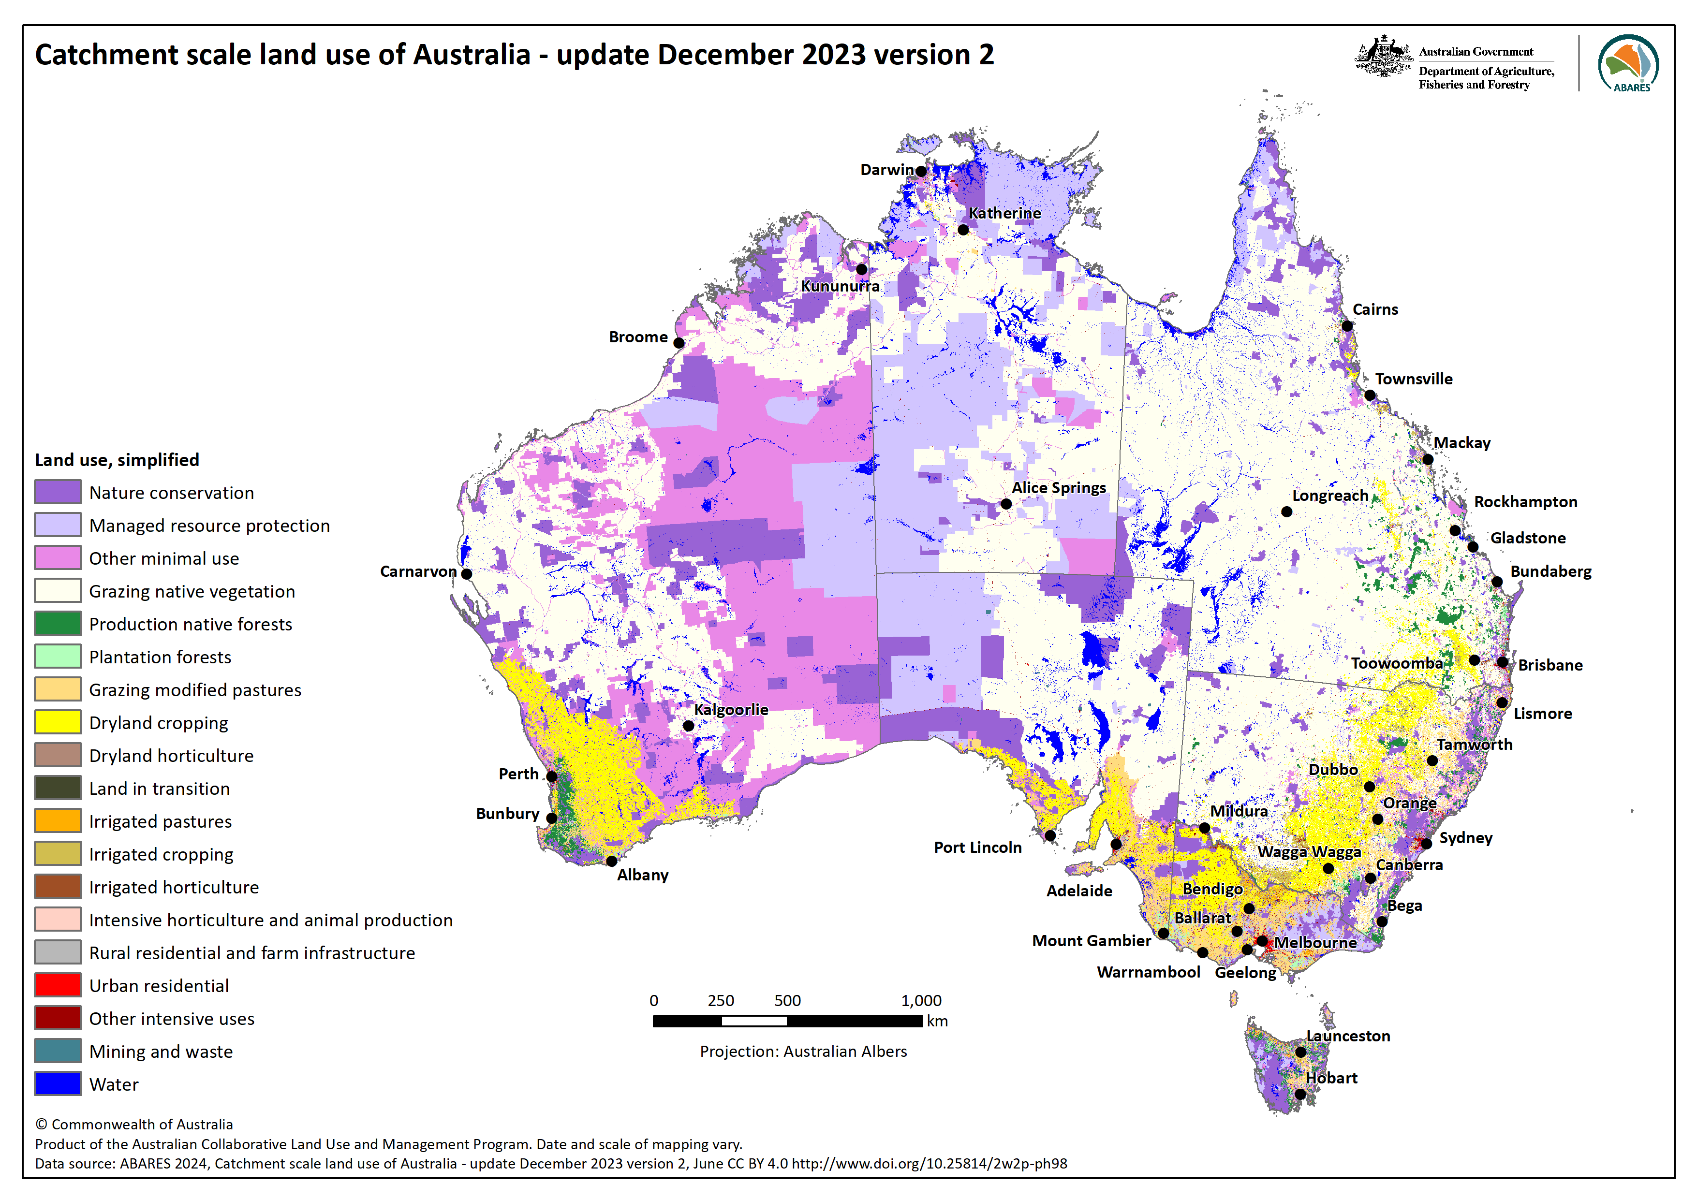 Catchment scale land use of Australia - update December 2023 version 2
Australian Government
Department of Agriculture,
Fisheries and Forestry
ABARES
Darwin
Katherine
Kununurra
Broome
Cairns
Townsville
Mackay
Land use, simplified
Nature conservation
Managed resource protection
Other minimal use
Grazing native vegetation
Production native forests
Plantation forests
Grazing modified pastures
Dryland cropping
Dryland horticulture
Land in transition
Irrigated pastures
Irrigated cropping
Irrigated horticulture
Intensive horticulture and animal production
Rural residential and farm infrastructure
Urban residential
Other intensive uses
Mining and waste
Water
Alice Springs
Longreach
Rockhampton
Gladstone
Carnarvon
Bundaberg
Toowoomba
Brisbane
Kalgoorlie
Lismore
Tamworth
Perth
Dubbo
Orange
Bunbury
Mildura
Sydney
Port Lincoln
Wagga Wagga
Canberra
Albany
Adelaide
Bendigo
Bega
Ballarat
Mount Gambier
Melbourne
Warrnambool
Geelong
0 250 500 1,000
km
Projection: Australian Albers
Launceston
Hobart
© Commonwealth of Australia
Product of the Australian Collaborative Land Use and Management Program. Date and scale of mapping vary.
Data source: ABARES 2024, Catchment scale land use of Australia - update December 2023 version 2, June CC BY 4.0 http://www.doi.org/10.25814/2w2p-ph98